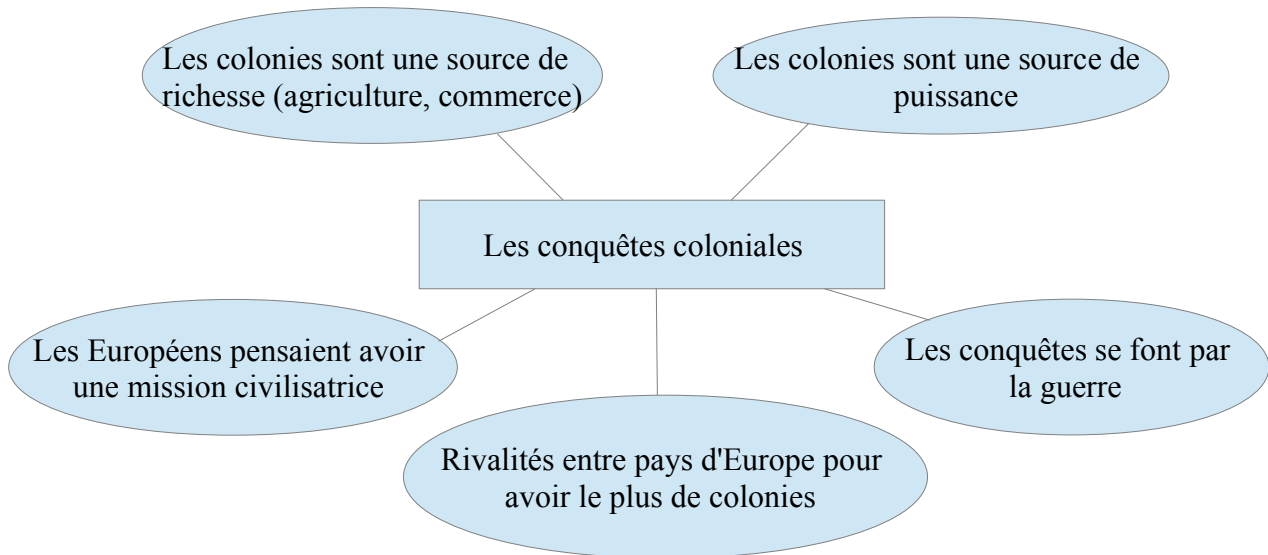 Les colonies sont une source de
richesse (agriculture, commerce)
Les colonies sont une source de
puissance
Les conquêtes coloniales
Les Européens pensaient avoir
une mission civilisatrice
Les conquêtes se font par
la guerre
Rivalités entre pays d'Europe pour
avoir le plus de colonies